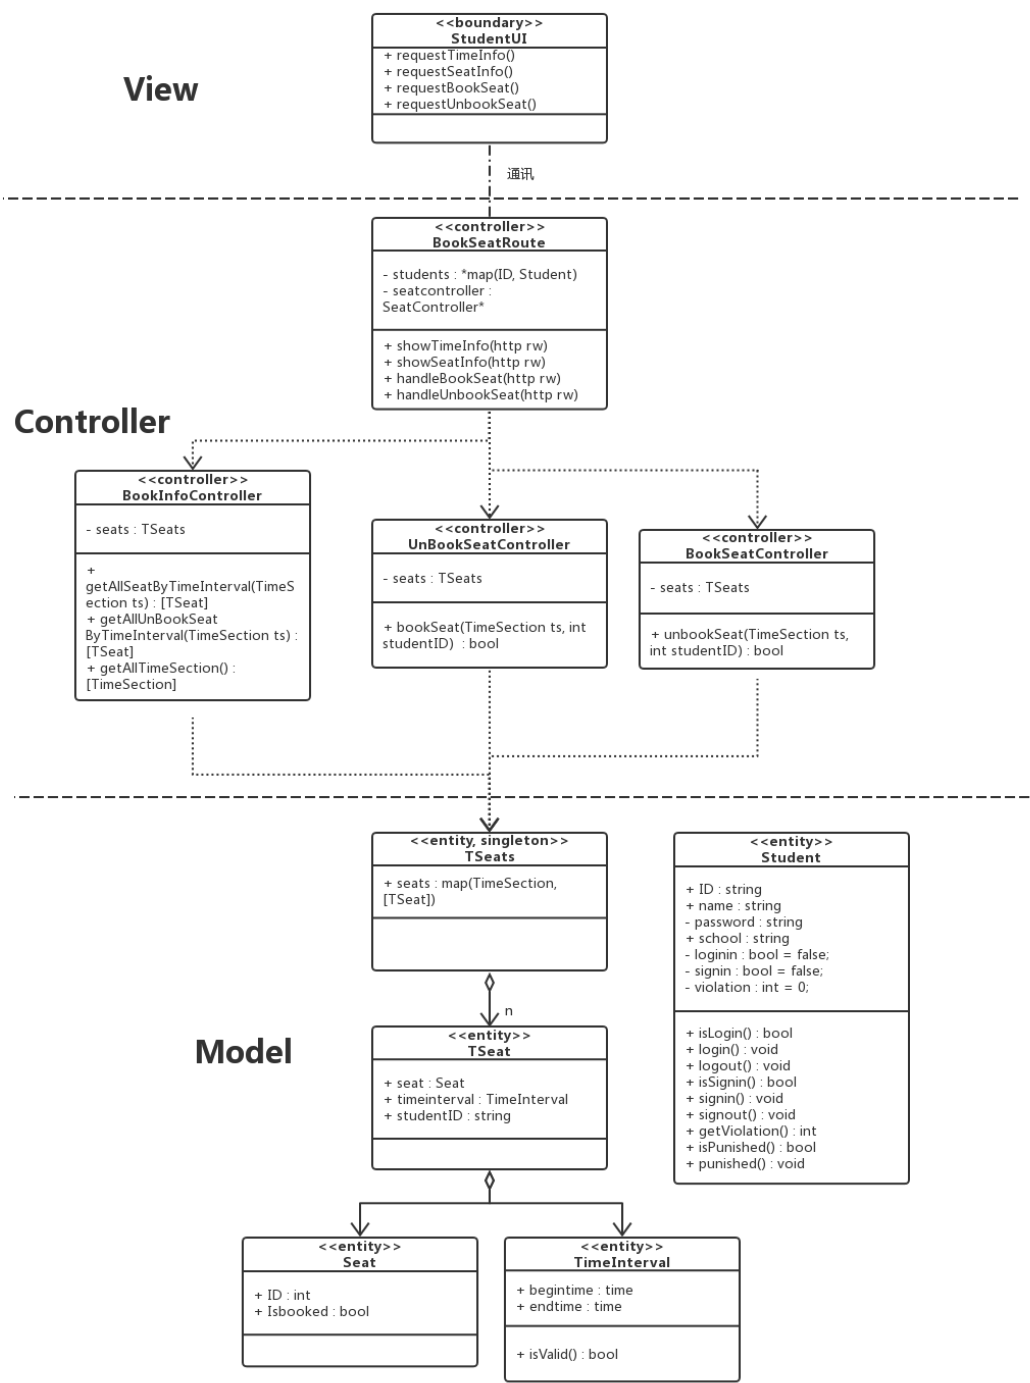 <<boundary>>
StudentUI
+ requestTimeInfo()
+ requestSeatInfo()
+ requestBookSeat()
+ requestUnbookSeat()
View
通讯
<<controller>>
BookSeatRoute
- students : *map(ID, Student)
- seatcontroller :
SeatController*
+ showTimeInfo(http rw)
+ showSeatInfo(http rw)
+ handleBookSeat(http rw)
+ handleUnbookSeat(http rw)
Controller
<<controller>>
BookInfoController
- seats : TSeats
+
getAllSeatByTimeInterval(TimeS
ection ts) : [TSeat]
+ getAllUnBookSeat
ByTimeInterval(TimeSection ts) :
[TSeat]
+ getAllTimeSection() :
[TimeSection]
<<controller>>
UnBookSeatController
- seats : TSeats
+ bookSeat(TimeSection ts, int
studentID)  : bool
<<controller>>
BookSeatController
- seats : TSeats
+ unbookSeat(TimeSection ts,
int studentID) : bool
<<entity, singleton>>
TSeats
+ seats : map(TimeSection,
[TSeat])
<<entity>>
Student
+ ID : string
+ name : string
- password : string
+ school : string
- loginin : bool = false;
- signin : bool = false;
- violation : int = 0;
+ isLogin() : bool
+ login() : void
+ logout() : void
+ isSignin() : bool
+ signin() : void
+ signout() : void
+ getViolation() : int
+ isPunished() : bool
+ punished() : void
n
Model
<<entity>>
TSeat
+ seat : Seat
+ timeinterval : TimeInterval
+ studentID : string
<<entity>>
Seat
+ ID : int
+ Isbooked : bool
<<entity>>
TimeInterval
+ begintime : time
+ endtime : time
+ isValid() : bool